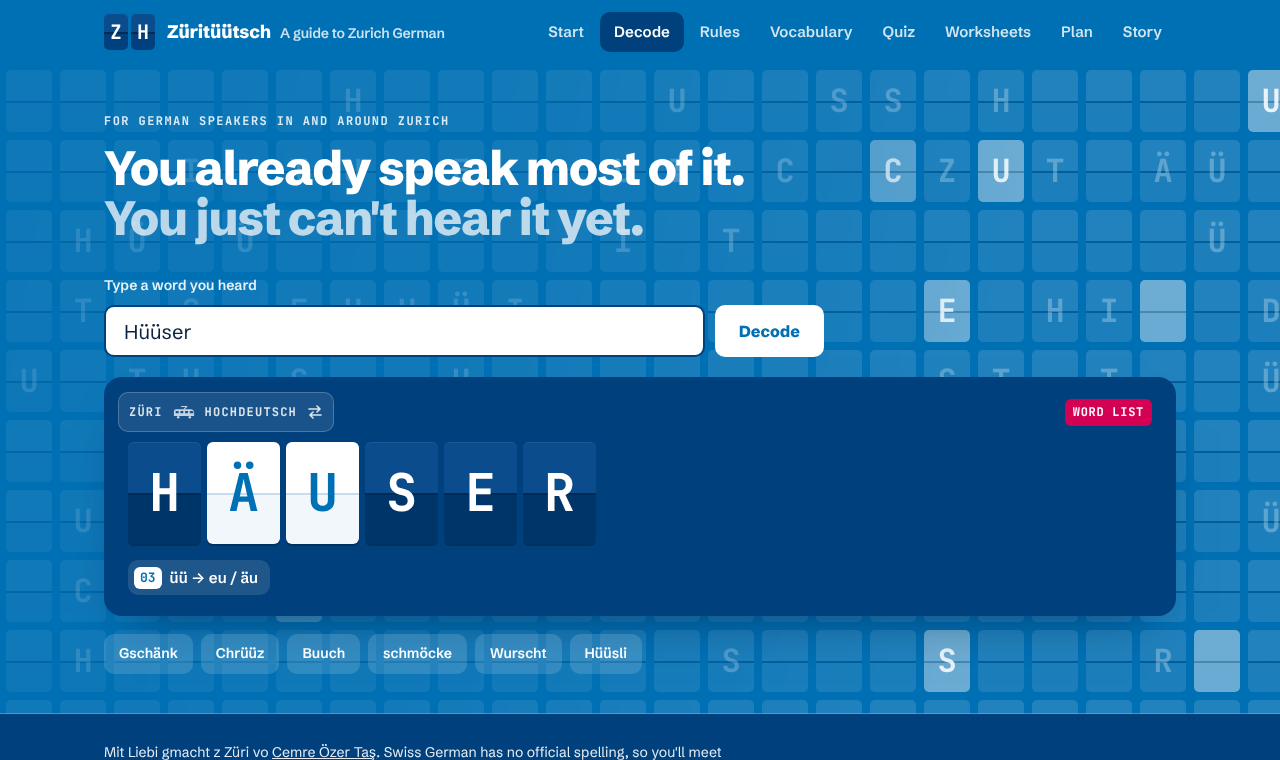 Z H Züritüütsch A guide to Zurich German
Start Decode Rules Vocabulary Quiz Worksheets Plan Story
H U S S H U
FOR GERMAN SPEAKERS IN AND AROUND ZURICH
You already speak most of it.
C C Z U T Ä Ü
You just can't hear it yet.
H U U I T Ü
Type a word you heard
Hüüser
Decode
E H I D
U Ü
ZÜRI HOCHDEUTSCH
WORD LIST
HÄUSER
U Ü
03 üü → eu / äu
C
Gschänk Chrüüz Buuch schmöcke Wurscht Hüüsli
H S S R
Mit Liebi gmacht z Züri vo Cemre Özer Taş. Swiss German has no official spelling, so you'll meet